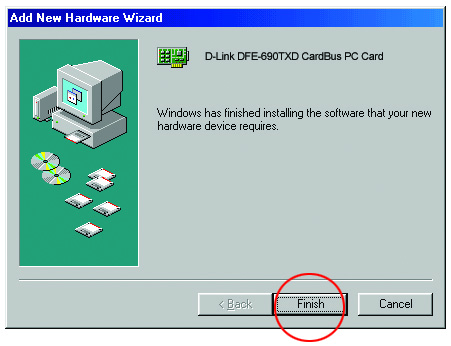 Add New Hardware Wizard
D-Link DFE-690TXD CardBus PC Card
Windows has finished installing the software that your new
hardware device requires.
< Back
Finish
Cancel